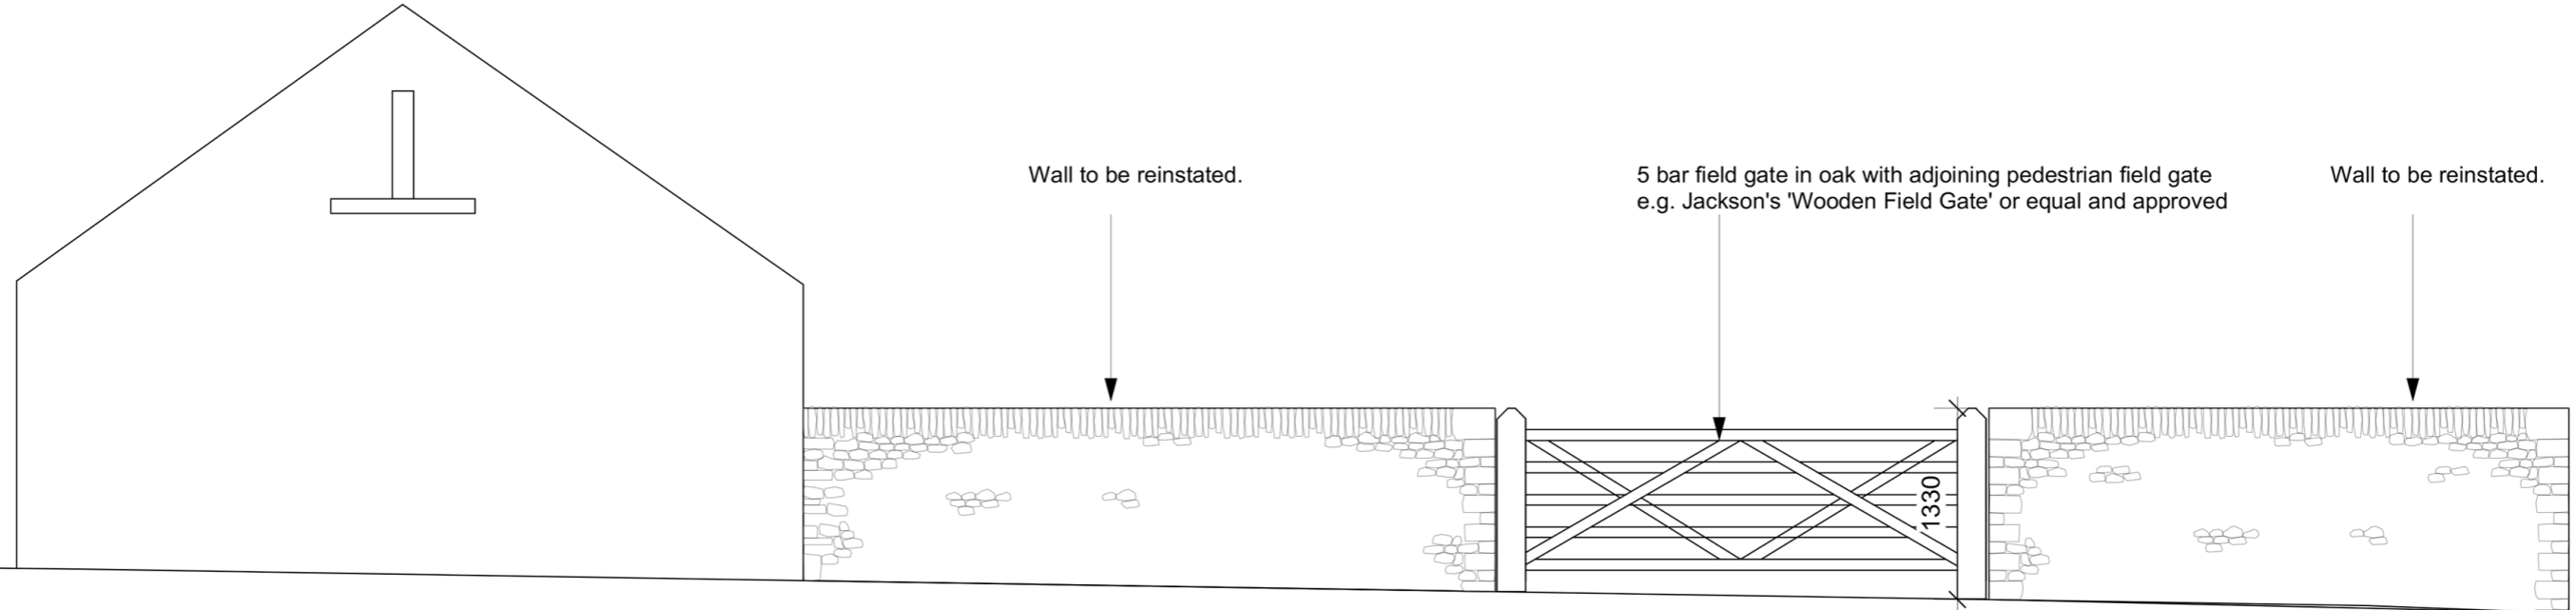 Wall to be reinstated.
5 bar field gate in oak with adjoining pedestrian field gate
e.g. Jackson's 'Wooden Field Gate' or equal and approved
Wall to be reinstated.
1330